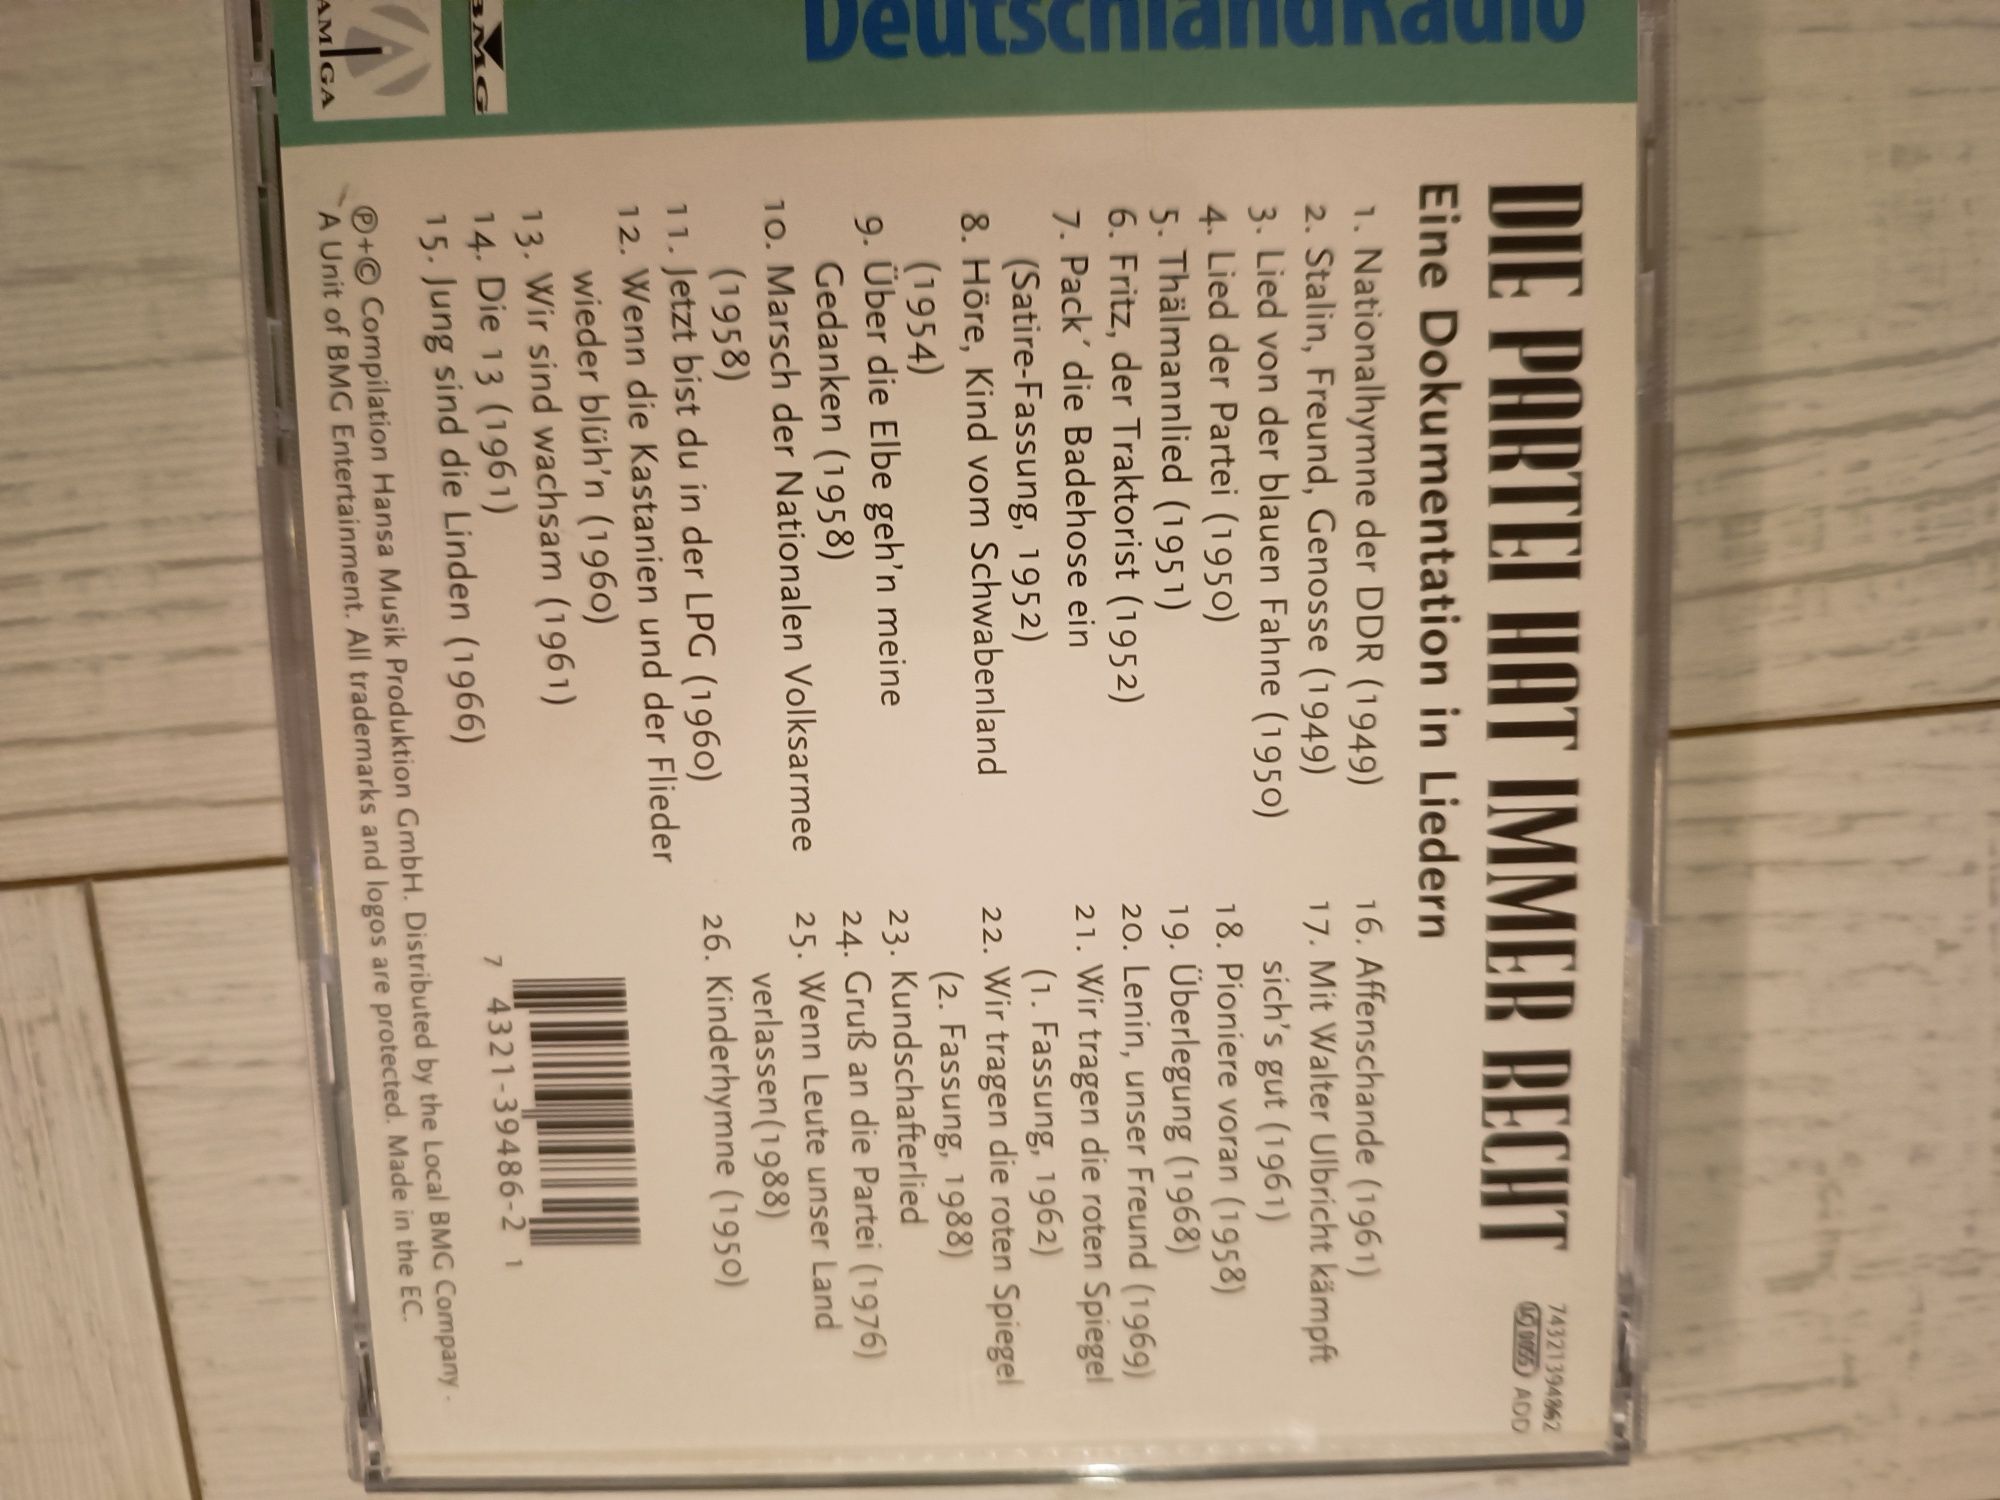 DIE PARTEI HAT IMMER RECHT
Eine Dokumentation in Liedern
74321394862
LC 0055
ADD
1. Nationalhymne der DDR (1949)
2. Stalin, Freund, Genosse (1949)
3. Lied von der blauen Fahne (1950)
4. Lied der Partei (1950)
5. Thälmannlied (1951)
6. Fritz, der Traktorist (1952)
7. Pack´ die Badehose ein
(Satire-Fassung, 1952)
8. Höre, Kind vom Schwabenland
(1954)
9. Über die Elbe geh'n meine
Gedanken (1958)
10. Marsch der Nationalen Volksarmee
(1958)
11. Jetzt bist du in der LPG (1960)
12. Wenn die Kastanien und der Flieder
wieder blüh'n (1960)
13. Wir sind wachsam (1961)
14. Die 13 (1961)
15. Jung sind die Linden (1966)
16. Affenschande (1961)
17. Mit Walter Ulbricht kämpft
sich's gut (1961)
18. Pioniere voran (1958)
19. Überlegung (1968)
20. Lenin, unser Freund (1969)
21. Wir tragen die roten Spiegel
(1. Fassung, 1962)
22. Wir tragen die roten Spiegel
(2. Fassung, 1988)
23. Kundschafterlied
24. Gruß an die Partei (1976)
25. Wenn Leute unser Land
verlassen(1988)
26. Kinderhymne (1950)
7 4321-39486-2 1
℗+© Compilation Hansa Musik Produktion GmbH. Distributed by the Local BMG Company -
A Unit of BMG Entertainment. All trademarks and logos are protected. Made in the EC.
DeutschlandRadio
BMG
AMIGA